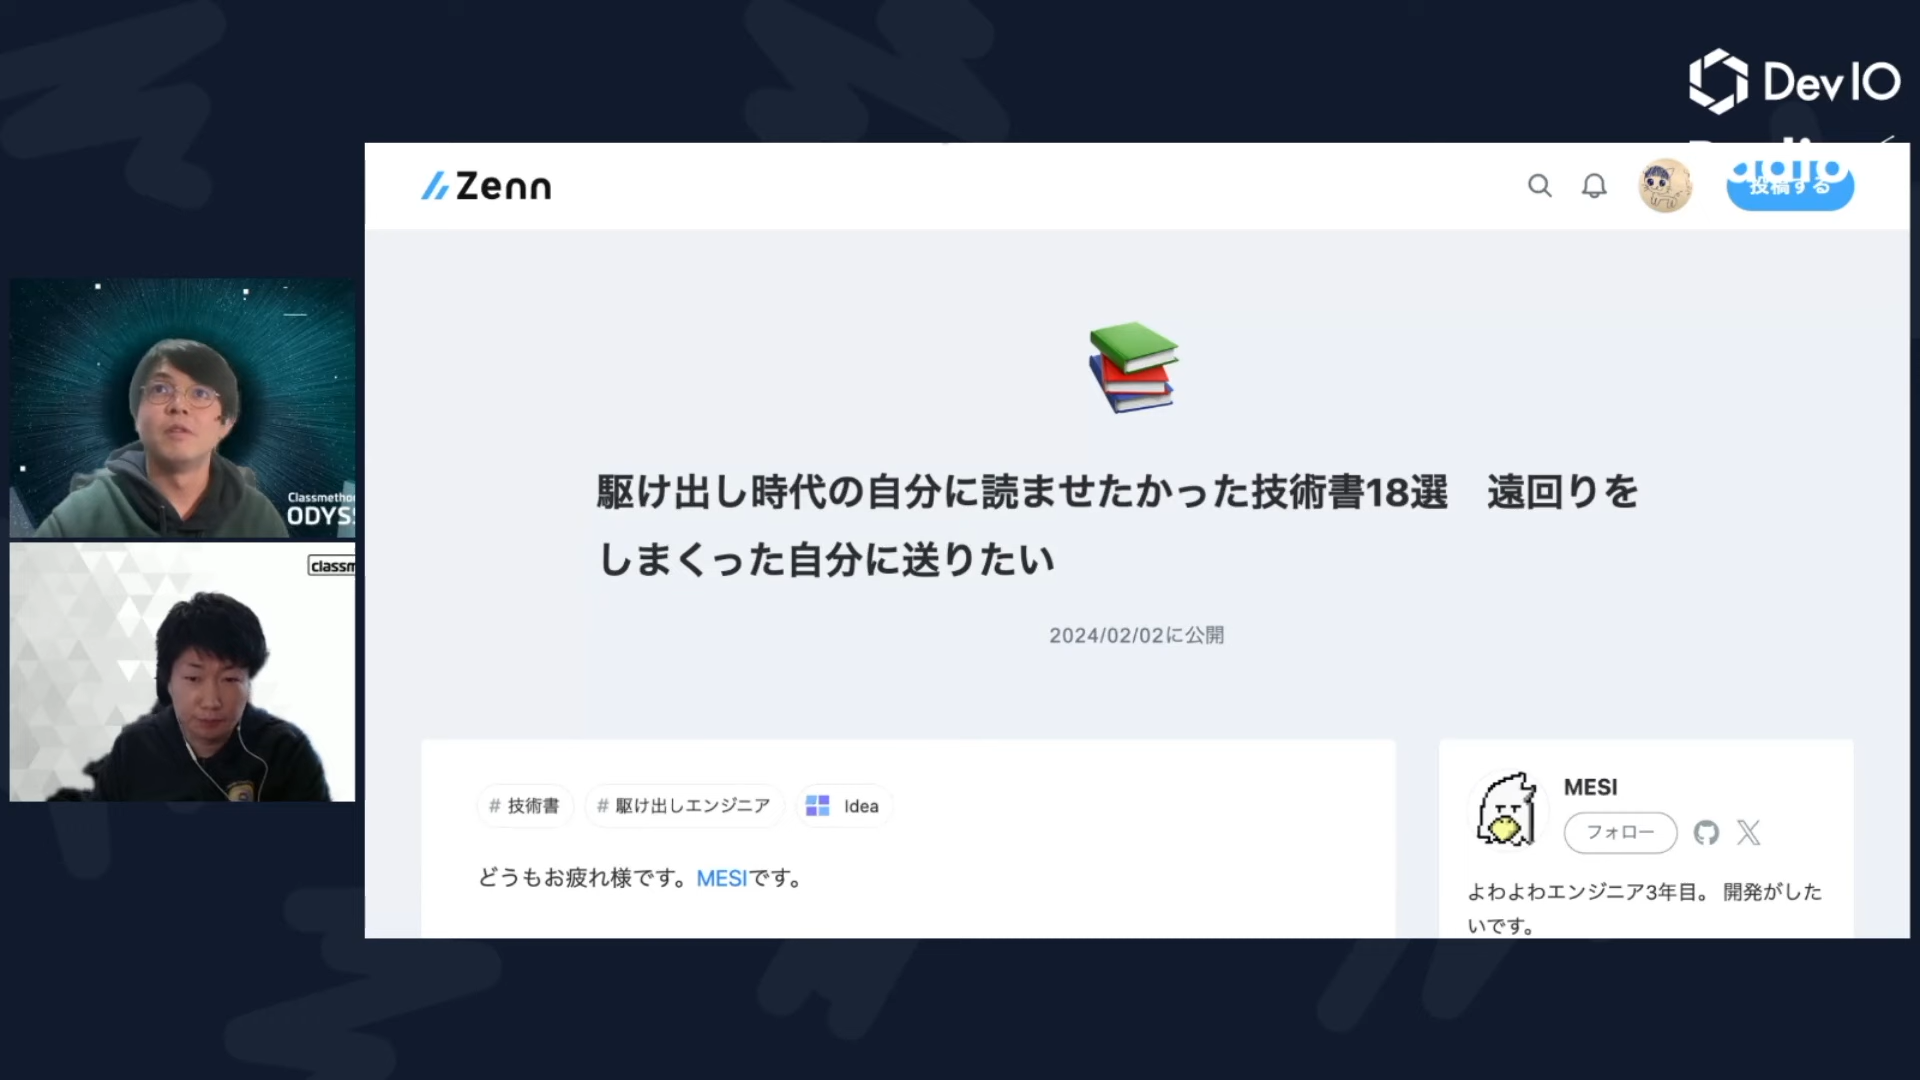 DevIO
Radio
Zenn
投稿する
駆け出し時代の自分に読ませたかった技術書18選 遠回りを
しまくった自分に送りたい
2024/02/02に公開
# 技術書 # 駆け出しエンジニア Idea
どうもお疲れ様です。MESIです。
MESI
フォロー
よわよわエンジニア3年目。 開発がした
いです。
Classmetho
ODYS
classm